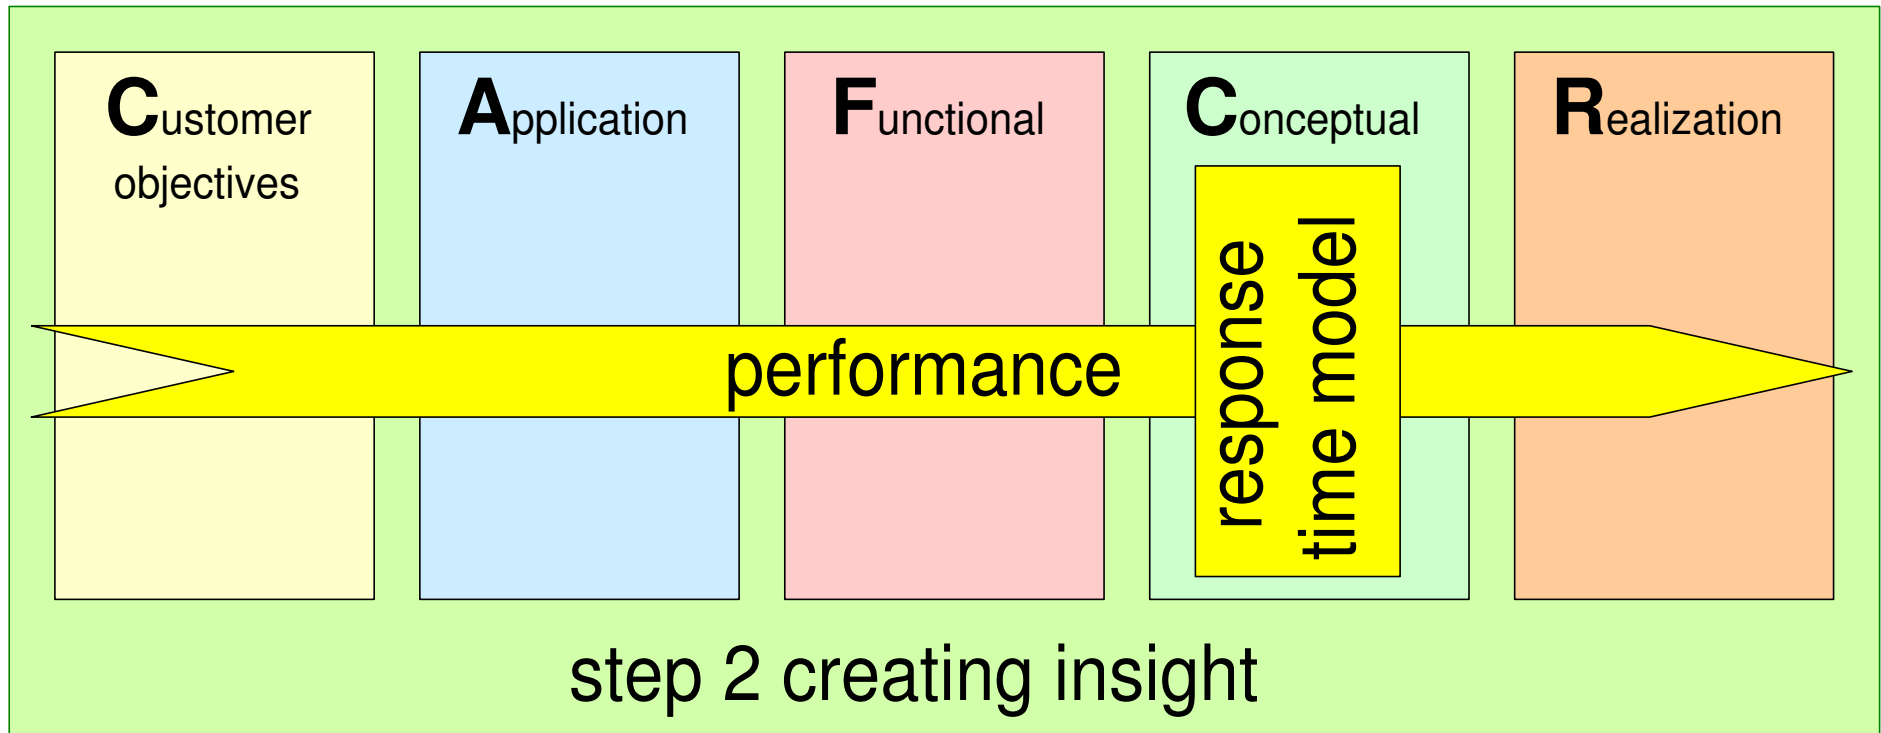 Customer
objectives
Application
Functional
Conceptual
Realization
performance
response
time model
step 2 creating insight